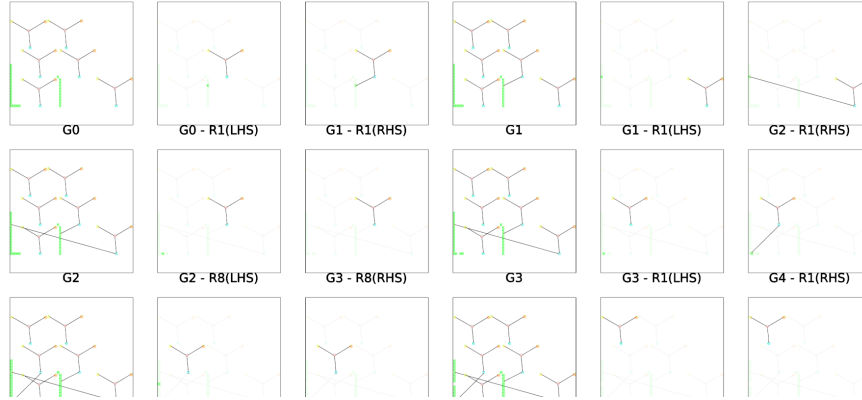 G0 G0 - R1(LHS) G1 - R1(RHS) G1 G1 - R1(LHS) G2 - R1(RHS)
G2 G2 - R8(LHS) G3 - R8(RHS) G3 G3 - R1(LHS) G4 - R1(RHS)